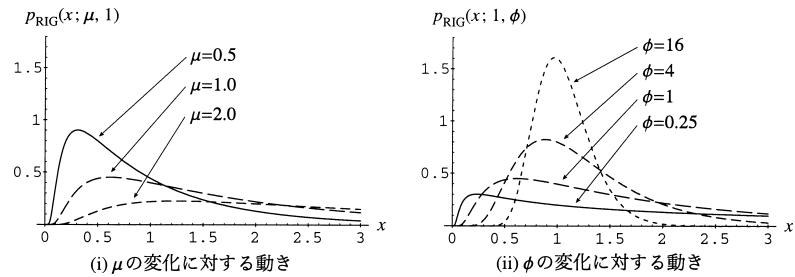 p_RIG(x; μ, 1)
1.5
1
0.5
μ=0.5
μ=1.0
μ=2.0
0 0.5 1 1.5 2 2.5 3 x
(i) μの変化に対する動き
p_RIG(x; 1, ϕ)
1.5
1
0.5
ϕ=16
ϕ=4
ϕ=1
ϕ=0.25
0 0.5 1 1.5 2 2.5 3 x
(ii) ϕの変化に対する動き